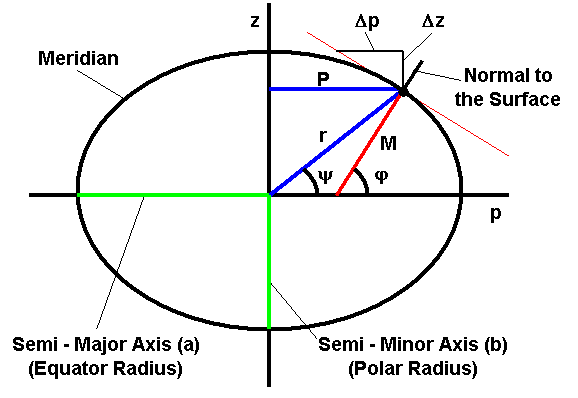 z
Δp
Δz
Meridian
Normal to
the Surface
P
r
M
ψ
φ
p
Semi - Major Axis (a)
(Equator Radius)
Semi - Minor Axis (b)
(Polar Radius)